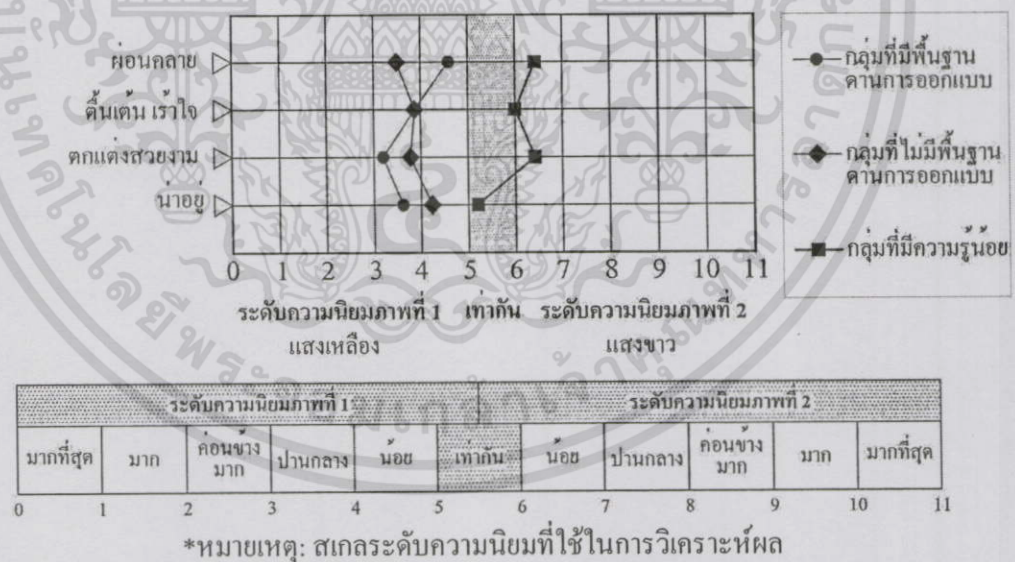 ผ่อนคลาย
ตื่นเต้น เร้าใจ
ตกแต่งสวยงาม
น่าอยู่
0 1 2 3 4 5 6 7 8 9 10 11
ระดับความนิยมภาพที่ 1 เท่ากัน ระดับความนิยมภาพที่ 2
แสงเหลือง แสงขาว
กลุ่มที่มีพื้นฐาน
ด้านการออกแบบ
กลุ่มที่ไม่มีพื้นฐาน
ด้านการออกแบบ
กลุ่มที่มีความรู้น้อย
ระดับความนิยมภาพที่ 1 ระดับความนิยมภาพที่ 2
มากที่สุด มาก ค่อนข้าง
มาก ปานกลาง น้อย เท่ากัน น้อย ปานกลาง ค่อนข้าง
มาก มาก มากที่สุด
0 1 2 3 4 5 6 7 8 9 10 11
*หมายเหตุ: สเกลระดับความนิยมที่ใช้ในการวิเคราะห์ผล